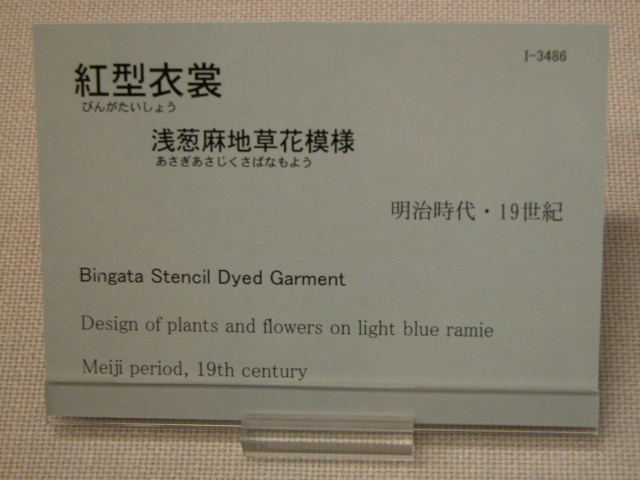 I-3486
紅型衣裳
びんがたいしょう
浅葱麻地草花模様
あさぎあさじくさばなもよう
明治時代・19世紀
Bingata Stencil Dyed Garment
Design of plants and flowers on light blue ramie
Meiji period, 19th century